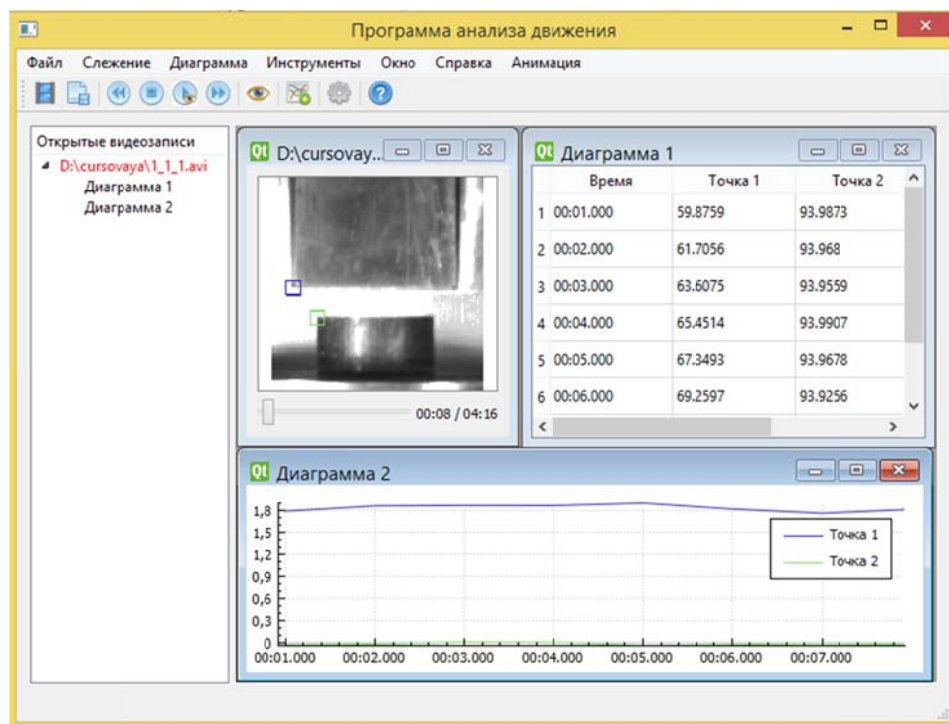 Программа анализа движения
Файл Слежение Диаграмма Инструменты Окно Справка Анимация
Открытые видеозаписи
D:\cursovaya\1_1_1.avi
Диаграмма 1
Диаграмма 2
Qt D:\cursovay...
00:08 / 04:16
Qt Диаграмма 1
Время Точка 1 Точка 2
1 00:01.000 59.8759 93.9873
2 00:02.000 61.7056 93.968
3 00:03.000 63.6075 93.9559
4 00:04.000 65.4514 93.9907
5 00:05.000 67.3493 93.9678
6 00:06.000 69.2597 93.9256
Qt Диаграмма 2
1,8
1,5
1,2
0,9
0,6
0,3
0
00:01.000 00:02.000 00:03.000 00:04.000 00:05.000 00:06.000 00:07.000
Точка 1
Точка 2